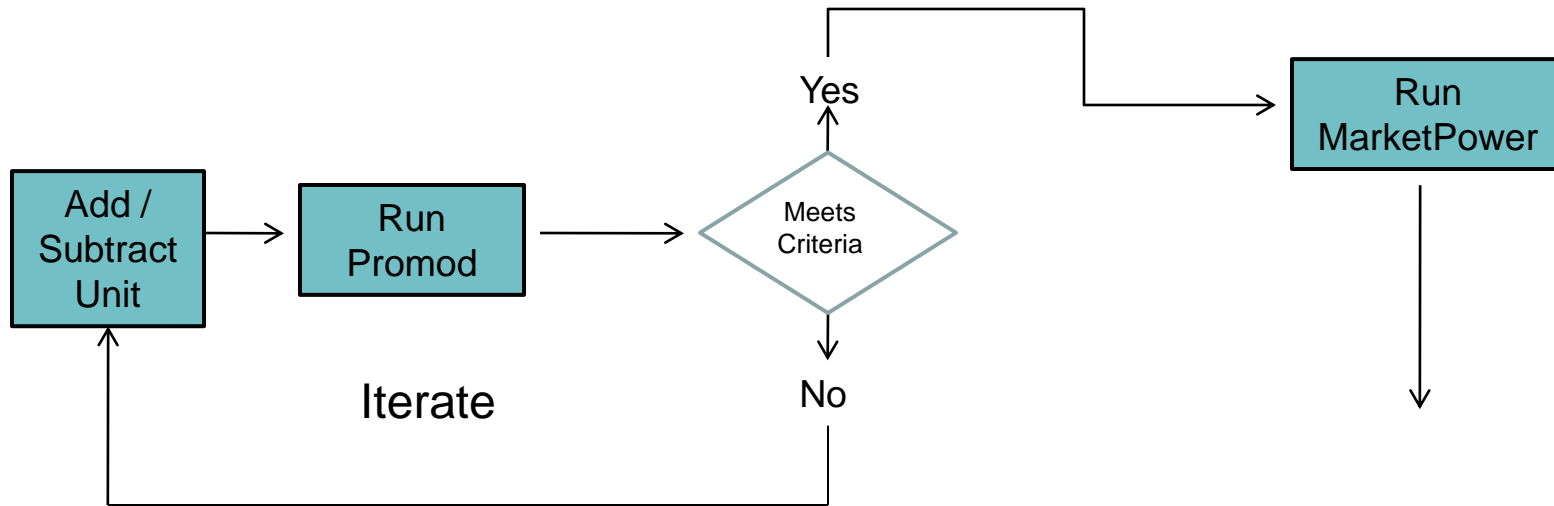 Add /
Subtract
Unit
Run
Promod
Meets
Criteria
Yes
No
Iterate
Run
MarketPower